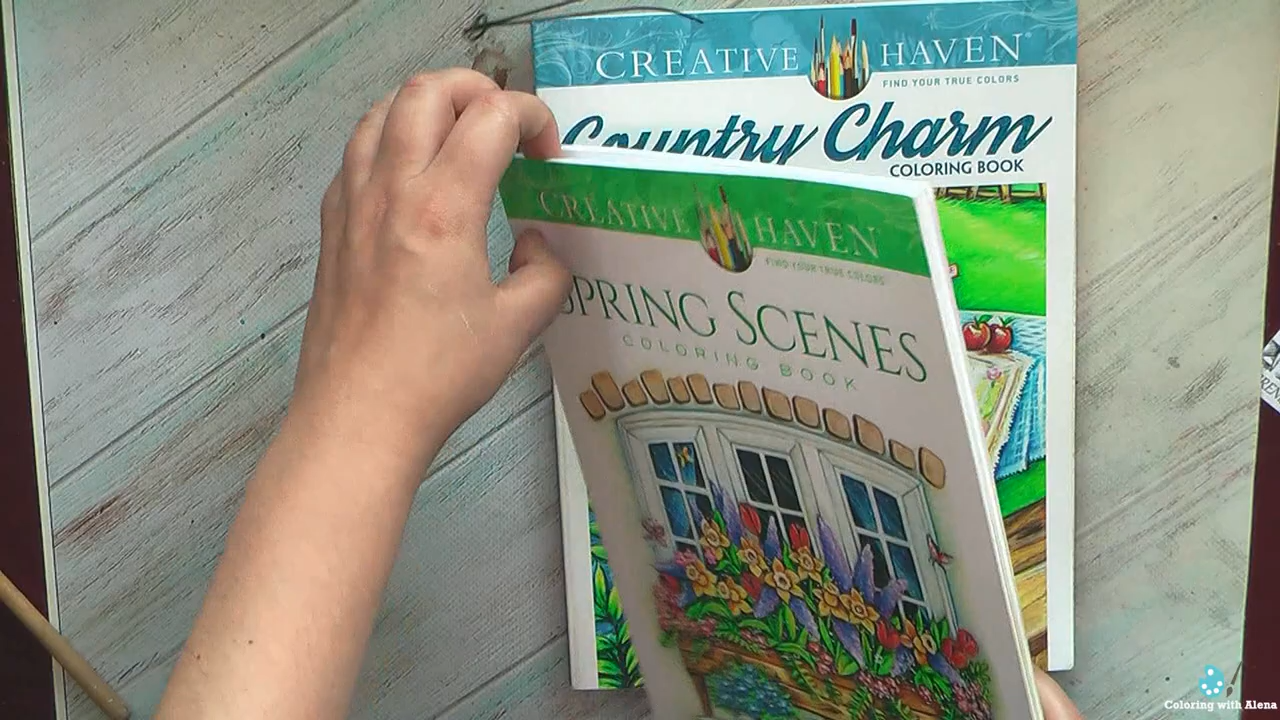 CREATIVE HAVEN
FIND YOUR TRUE COLORS
Country Charm
COLORING BOOK
CREATIVE HAVEN
FIND YOUR TRUE COLORS
SPRING SCENES
COLORING BOOK
Coloring with Alena